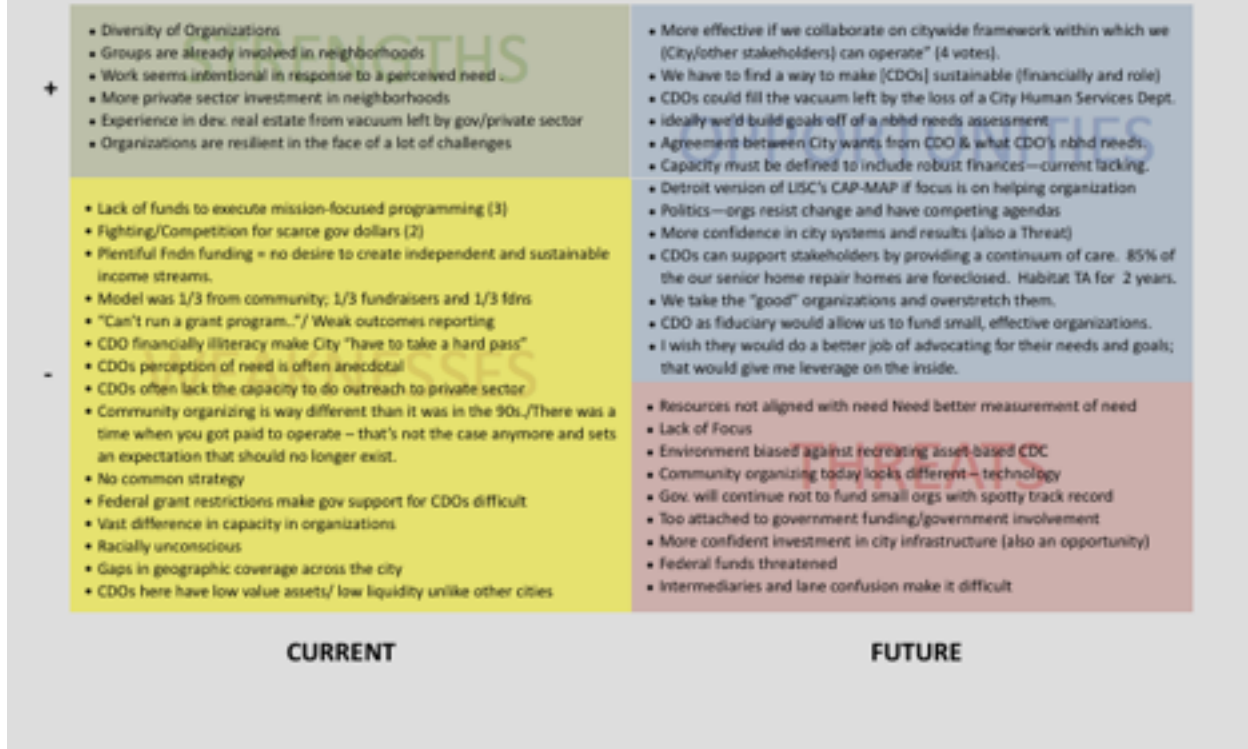 STRENGTHS
• Diversity of Organizations
• Groups are already involved in neighborhoods
• Work seems intentional in response to a perceived need .
• More private sector investment in neighborhoods
• Experience in dev. real estate from vacuum left by gov/private sector
• Organizations are resilient in the face of a lot of challenges
+
WEAKNESSES
• Lack of funds to execute mission-focused programming (3)
• Fighting/Competition for scarce gov dollars (2)
• Plentiful Fndn funding = no desire to create independent and sustainable
income streams.
• Model was 1/3 from community; 1/3 fundraisers and 1/3 fdns
• "Can't run a grant program.."/ Weak outcomes reporting
• CDO financially illiteracy make City "have to take a hard pass"
• CDOs perception of need is often anecdotal
• CDOs often lack the capacity to do outreach to private sector
• Community organizing is way different than it was in the 90s./There was a
time when you got paid to operate – that's not the case anymore and sets
an expectation that should no longer exist.
• No common strategy
• Federal grant restrictions make gov support for CDOs difficult
• Vast difference in capacity in organizations
• Racially unconscious
• Gaps in geographic coverage across the city
• CDOs here have low value assets/ low liquidity unlike other cities
-
CURRENT
OPPORTUNITIES
• More effective if we collaborate on citywide framework within which we
(City/other stakeholders) can operate" (4 votes).
• We have to find a way to make [CDOs] sustainable (financially and role)
• CDOs could fill the vacuum left by the loss of a City Human Services Dept.
• ideally we'd build goals off of a nbhd needs assessment
• Agreement between City wants from CDO & what CDO's nbhd needs.
• Capacity must be defined to include robust finances—current lacking.
• Detroit version of LISC's CAP-MAP if focus is on helping organization
• Politics—orgs resist change and have competing agendas
• More confidence in city systems and results (also a Threat)
• CDOs can support stakeholders by providing a continuum of care. 85% of
the our senior home repair homes are foreclosed. Habitat TA for 2 years.
• We take the "good" organizations and overstretch them.
• CDO as fiduciary would allow us to fund small, effective organizations.
• I wish they would do a better job of advocating for their needs and goals;
that would give me leverage on the inside.
THREATS
• Resources not aligned with need Need better measurement of need
• Lack of Focus
• Environment biased against recreating asset-based CDC
• Community organizing today looks different – technology
• Gov. will continue not to fund small orgs with spotty track record
• Too attached to government funding/government involvement
• More confident investment in city infrastructure (also an opportunity)
• Federal funds threatened
• Intermediaries and lane confusion make it difficult
FUTURE